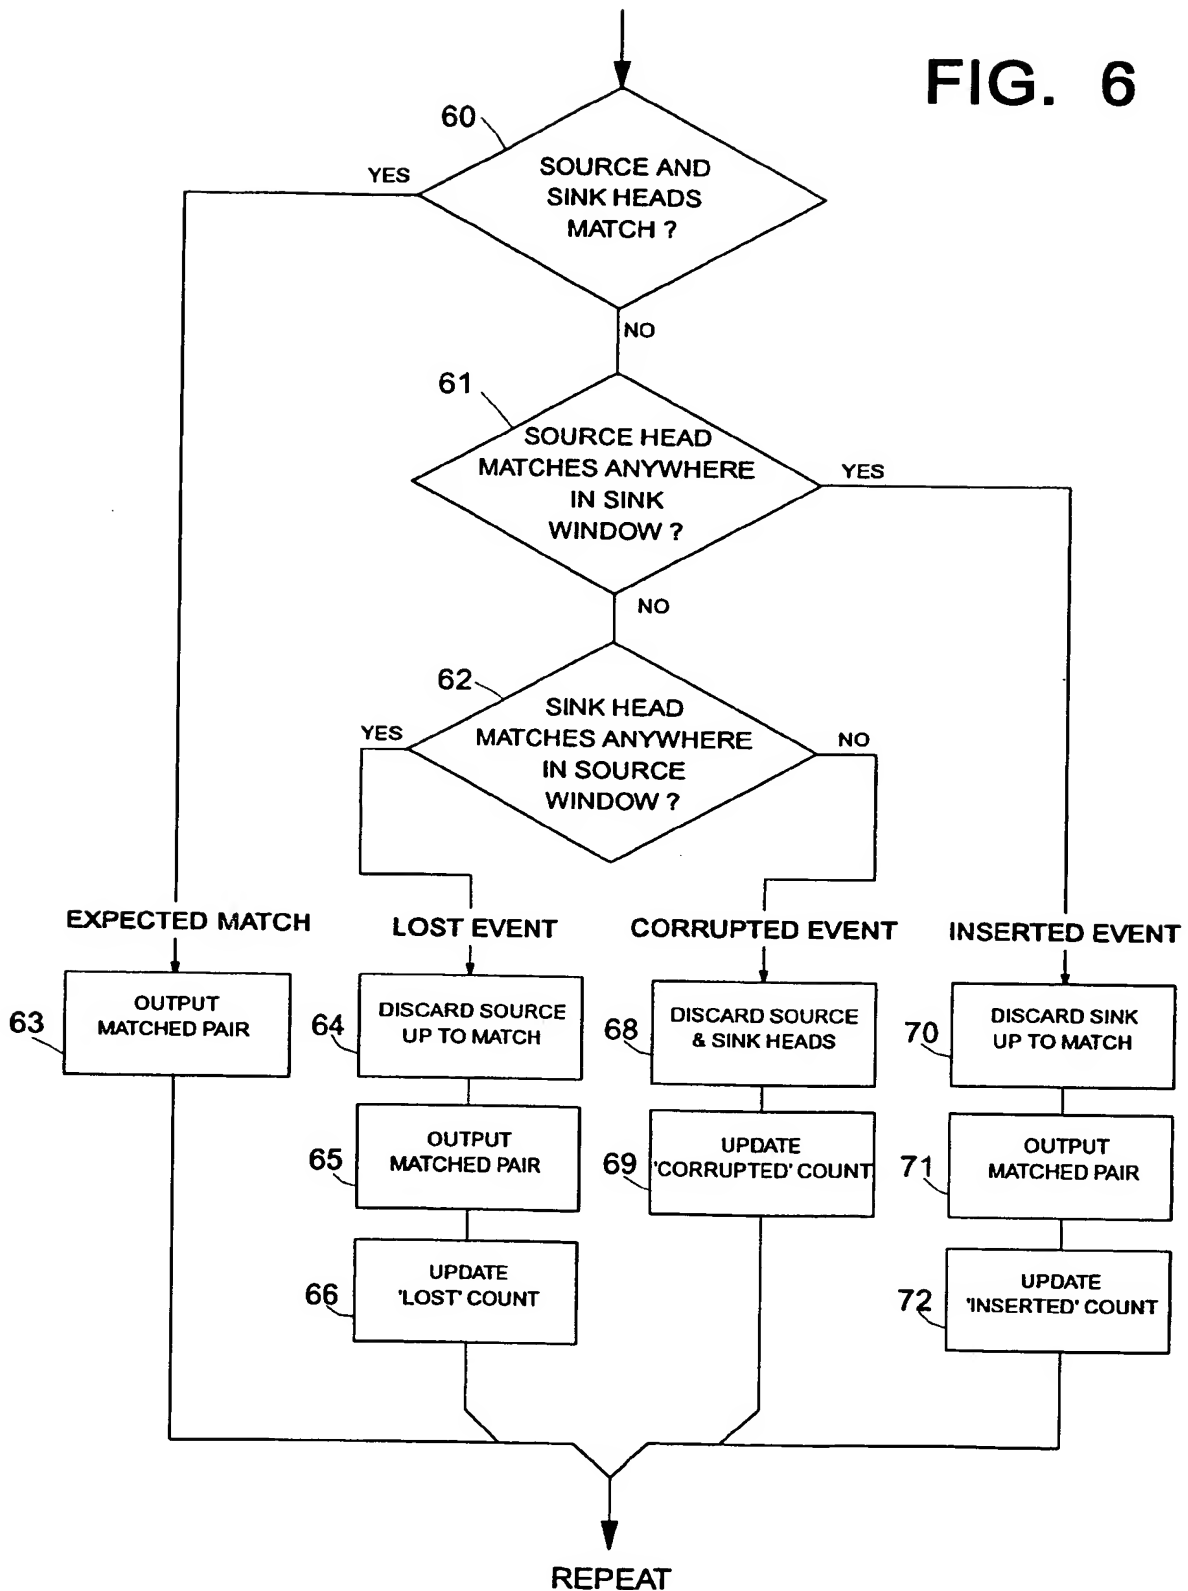 FIG. 6
60
YES
SOURCE AND
SINK HEADS
MATCH ?
NO
61
SOURCE HEAD
MATCHES ANYWHERE
IN SINK
WINDOW ?
YES
NO
62
YES
SINK HEAD
MATCHES ANYWHERE
IN SOURCE
WINDOW ?
NO
EXPECTED MATCH
LOST EVENT
CORRUPTED EVENT
INSERTED EVENT
63
OUTPUT
MATCHED PAIR
64
DISCARD SOURCE
UP TO MATCH
68
DISCARD SOURCE
& SINK HEADS
70
DISCARD SINK
UP TO MATCH
65
OUTPUT
MATCHED PAIR
69
UPDATE
'CORRUPTED' COUNT
71
OUTPUT
MATCHED PAIR
66
UPDATE
'LOST' COUNT
72
UPDATE
'INSERTED' COUNT
REPEAT